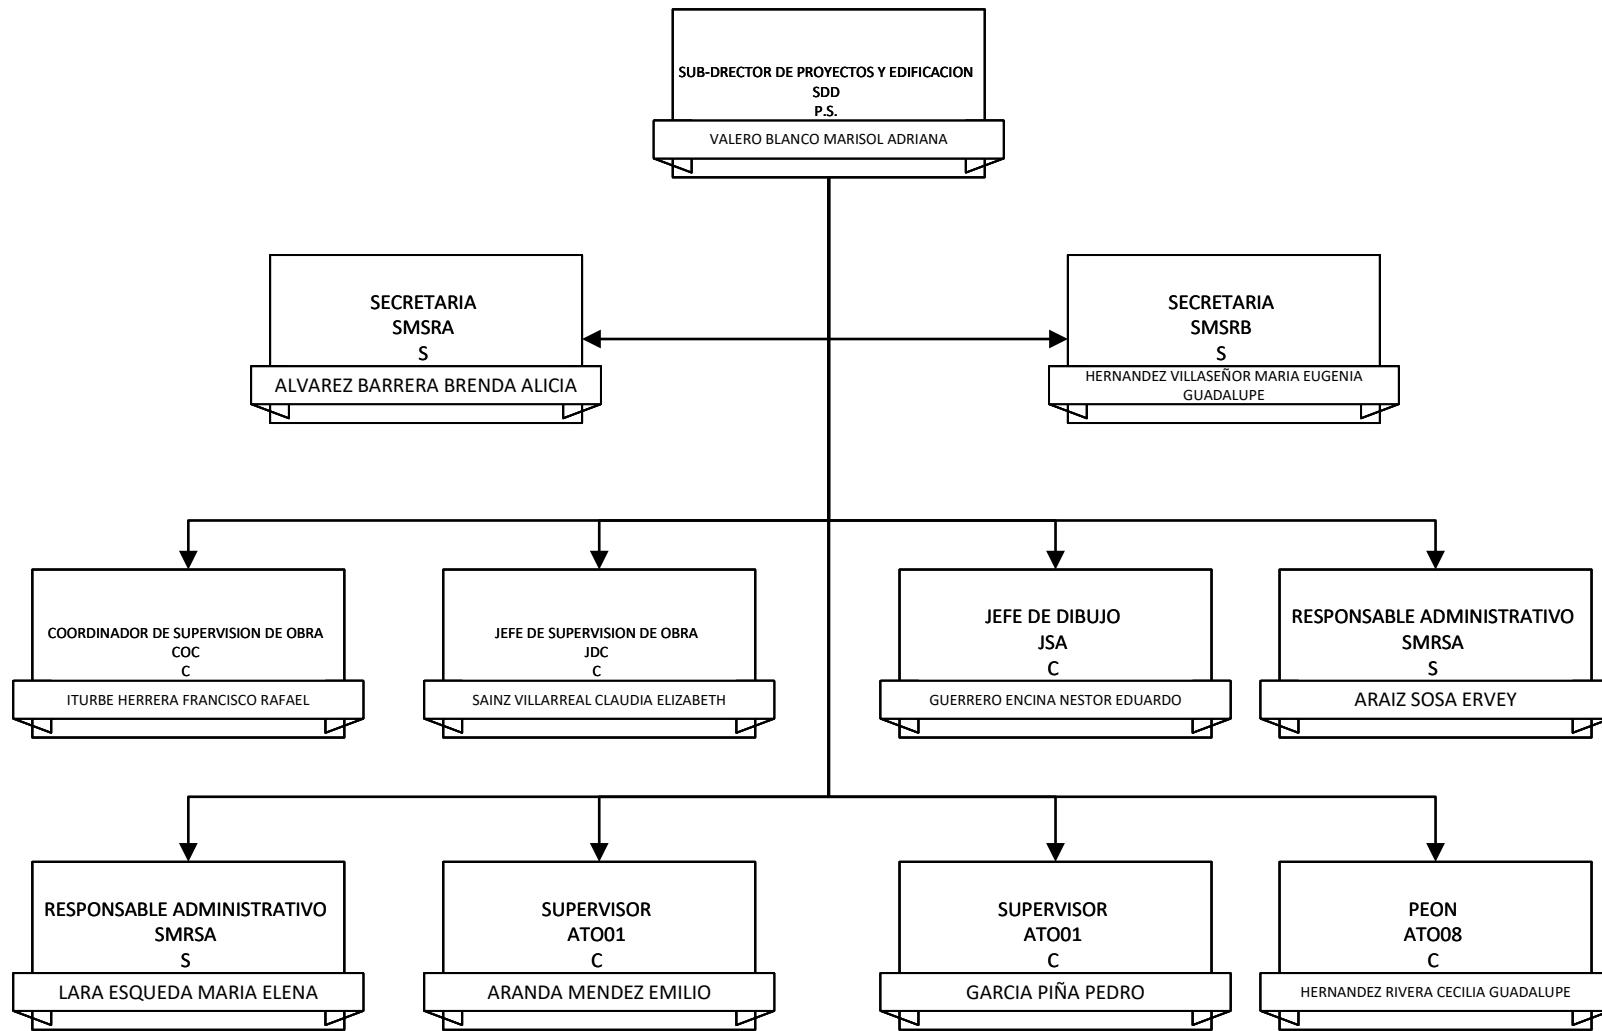 SUB-DRECTOR DE PROYECTOS Y EDIFICACION
SDD
P.S.
VALERO BLANCO MARISOL ADRIANA
SECRETARIA
SMSRA
S
ALVAREZ BARRERA BRENDA ALICIA
SECRETARIA
SMSRB
S
HERNANDEZ VILLASEÑOR MARIA EUGENIA
GUADALUPE
COORDINADOR DE SUPERVISION DE OBRA
COC
C
ITURBE HERRERA FRANCISCO RAFAEL
JEFE DE SUPERVISION DE OBRA
JDC
C
SAINZ VILLARREAL CLAUDIA ELIZABETH
JEFE DE DIBUJO
JSA
C
GUERRERO ENCINA NESTOR EDUARDO
RESPONSABLE ADMINISTRATIVO
SMRSA
S
ARAIZ SOSA ERVEY
RESPONSABLE ADMINISTRATIVO
SMRSA
S
LARA ESQUEDA MARIA ELENA
SUPERVISOR
ATO01
C
ARANDA MENDEZ EMILIO
SUPERVISOR
ATO01
C
GARCIA PIÑA PEDRO
PEON
ATO08
C
HERNANDEZ RIVERA CECILIA GUADALUPE